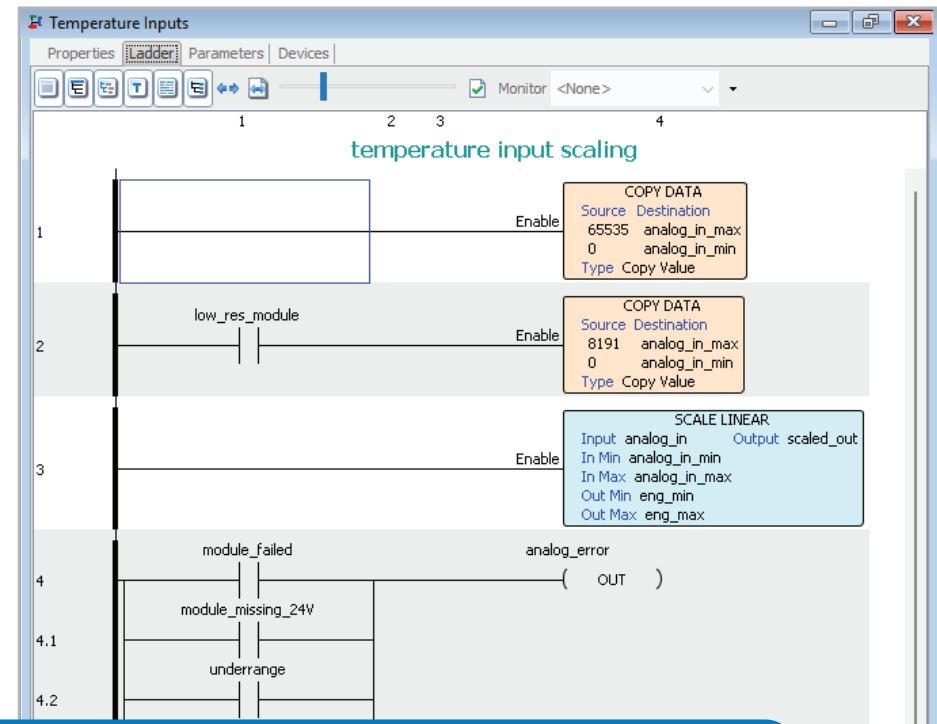 Temperature Inputs
Properties Ladder Parameters Devices
T Monitor <None>
1 2 3 4
temperature input scaling
1
Enable
COPY DATA
Source Destination
65535 analog_in_max
0 analog_in_min
Type Copy Value
2
low_res_module
Enable
COPY DATA
Source Destination
8191 analog_in_max
0 analog_in_min
Type Copy Value
3
Enable
SCALE LINEAR
Input analog_in Output scaled_out
In Min analog_in_min
In Max analog_in_max
Out Min eng_min
Out Max eng_max
module_failed analog_error
4 ( OUT )
module_missing_24V
4.1
underrange
4.2